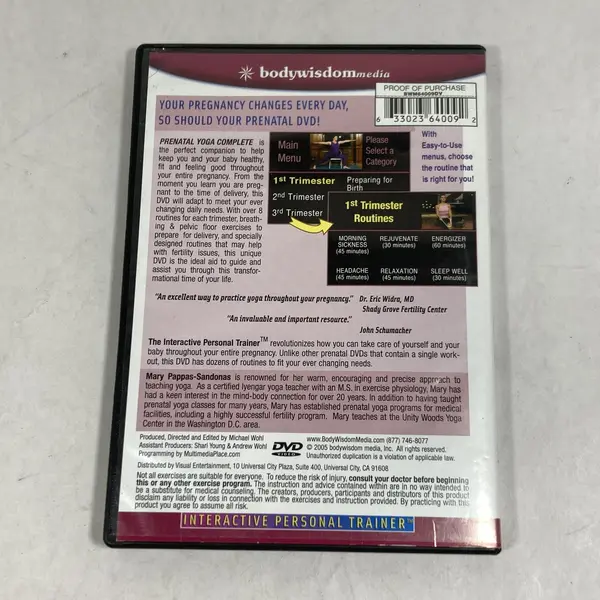 bodywisdommedia
PROOF OF PURCHASE
BWM64009DV
6 33023 64009 2
YOUR PREGNANCY CHANGES EVERY DAY,
SO SHOULD YOUR PRENATAL DVD!
PRENATAL YOGA COMPLETE is
the perfect companion to help
keep you and your baby healthy,
fit and feeling good throughout
your entire pregnancy. From the
moment you learn you are preg-
nant to the time of delivery, this
DVD will adapt to meet your ever
changing daily needs. With over 8
routines for each trimester, breath-
ing & pelvic floor exercises to
prepare for delivery, and specially
designed routines that may help
with fertility issues, this unique
DVD is the ideal aid to guide and
assist you through this transfor-
mational time of your life.
Main
Menu
Please
Select a
Category
1st Trimester
Preparing for
Birth
2nd Trimester
3rd Trimester
With
Easy-to-Use
menus, choose
the routine that
is right for you!
1st Trimester
Routines
MORNING
SICKNESS
(45 minutes)
REJUVENATE
(30 minutes)
ENERGIZER
(60 minutes)
HEADACHE
(45 minutes)
RELAXATION
(45 minutes)
SLEEP WELL
(30 minutes)
"An excellent way to practice yoga throughout your pregnancy." Dr. Eric Widra, MD
Shady Grove Fertility Center
"An invaluable and important resource."
John Schumacher
The Interactive Personal Trainer™ revolutionizes how you can take care of yourself and your
baby throughout your entire pregnancy. Unlike other prenatal DVDs that contain a single work-
out, this DVD has dozens of routines to fit your ever changing needs.
Mary Pappas-Sandonas is renowned for her warm, encouraging and precise approach to
teaching yoga. As a certified Iyengar yoga teacher with an M.S. in exercise physiology, Mary has
had a keen interest in the mind-body connection for over 20 years. In addition to having taught
prenatal yoga classes for many years, Mary has established prenatal yoga programs for medical
facilities, including a highly successful fertility program. Mary teaches at the Unity Woods Yoga
Center in the Washington D.C. area.
Produced, Directed and Edited by Michael Wohl
Assistant Producers: Shari Young & Andrew Wohl
Programming by MultimediaPlace.com
DVD
VIDEO
www.BodyWisdomMedia.com (877) 746-8077
© 2005 bodywisdom media, Inc. All rights reserved.
Unauthorized duplication is a violation of applicable law.
Distributed by Visual Entertainment, 10 Universal City Plaza, Suite 400, Universal City, CA 91608
Not all exercises are suitable for everyone. To reduce the risk of injury, consult your doctor before beginning
this or any other exercise program. The instruction and advice contained within are in no way intended to
be a substitute for medical counseling. The creators, producers, participants and distributors of this product
disclaim any liability or loss in connection with the exercises and instruction provided. By practicing with this
product you agree to assume all risk.
INTERACTIVE PERSONAL TRAINER™